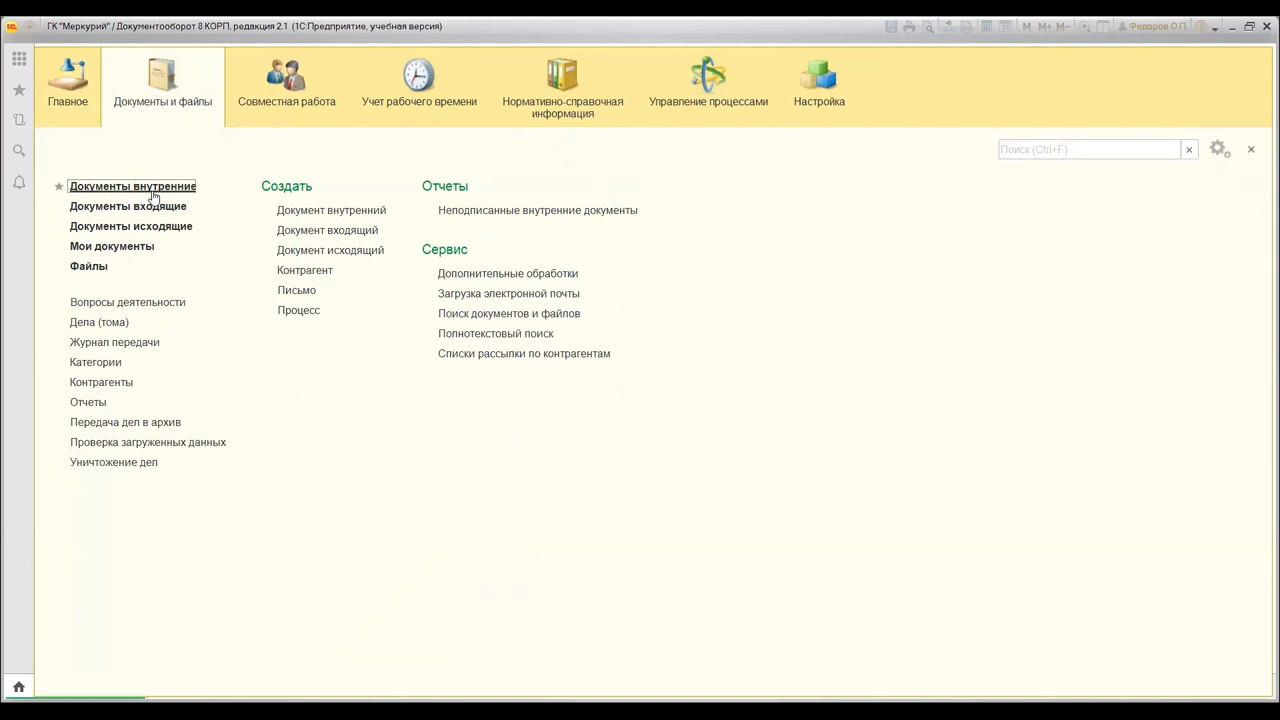 ГК "Меркурий" / Документооборот 8 КОРП, редакция 2.1 (1С:Предприятие, учебная версия)
M M+ M−
Федоров О.П.
Главное
Документы и файлы
Совместная работа
Учет рабочего времени
Нормативно-справочная
информация
Управление процессами
Настройка
Поиск (Ctrl+F)
Документы внутренние
Документы входящие
Документы исходящие
Мои документы
Файлы
Вопросы деятельности
Дела (тома)
Журнал передачи
Категории
Контрагенты
Отчеты
Передача дел в архив
Проверка загруженных данных
Уничтожение дел
Создать
Документ внутренний
Документ входящий
Документ исходящий
Контрагент
Письмо
Процесс
Отчеты
Неподписанные внутренние документы
Сервис
Дополнительные обработки
Загрузка электронной почты
Поиск документов и файлов
Полнотекстовый поиск
Списки рассылки по контрагентам